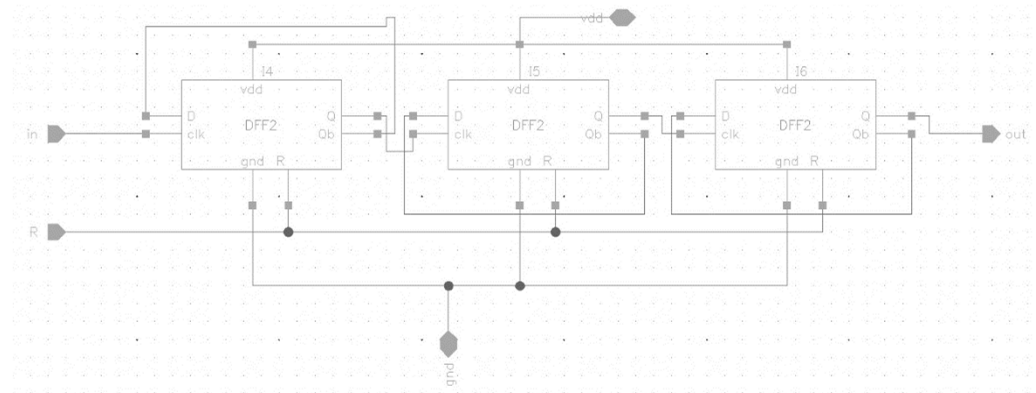 vdd
I4
I5
I6
vdd
vdd
vdd
D
Q
D
Q
D
Q
in
clk
DFF2
Qb
clk
DFF2
Qb
clk
DFF2
Qb
out
gnd R
gnd R
gnd R
R
gnd